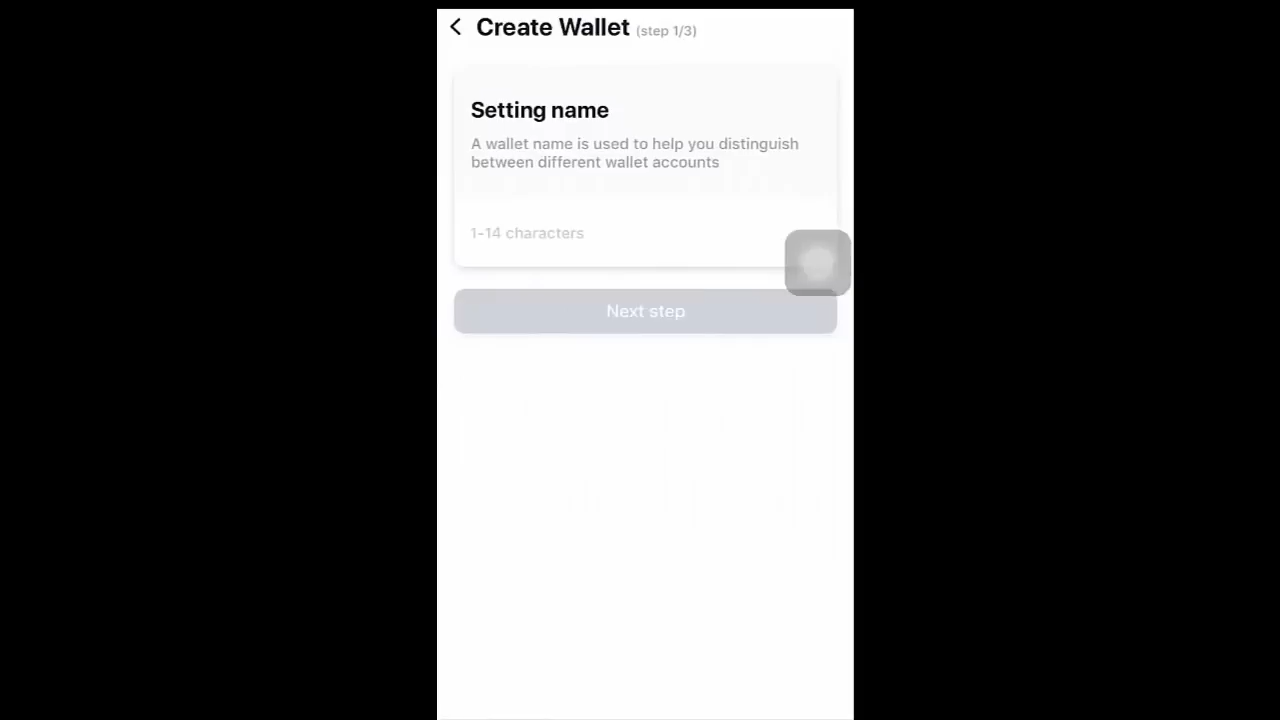 Create Wallet (step 1/3)
Setting name
A wallet name is used to help you distinguish
between different wallet accounts
1-14 characters
Next step